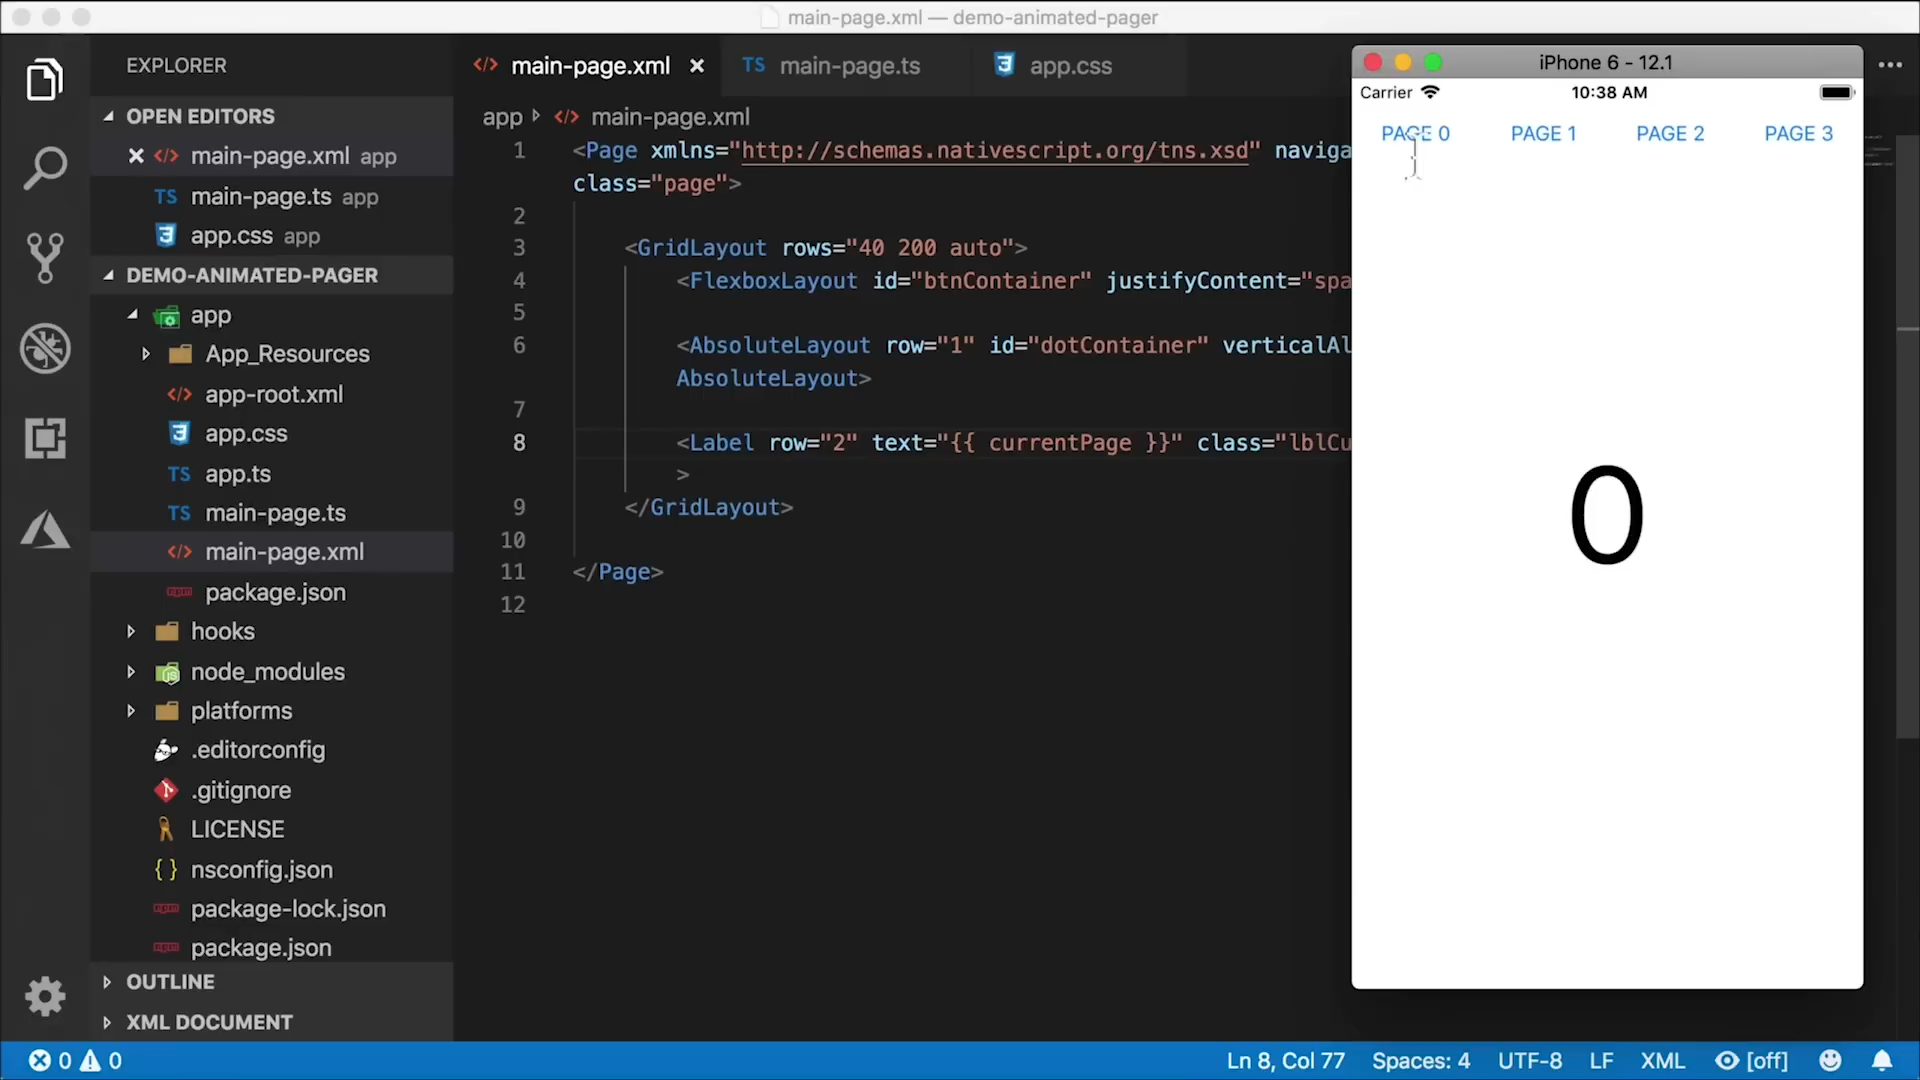 main-page.xml — demo-animated-pager
EXPLORER
OPEN EDITORS
main-page.xml app
TS main-page.ts app
app.css app
DEMO-ANIMATED-PAGER
app
App_Resources
</> app-root.xml
app.css
TS app.ts
TS main-page.ts
</> main-page.xml
package.json
hooks
node_modules
platforms
.editorconfig
.gitignore
LICENSE
{ } nsconfig.json
package-lock.json
package.json
OUTLINE
XML DOCUMENT
</> main-page.xml
TS main-page.ts
app.css
app </> main-page.xml
1 <Page xmlns="http://schemas.nativescript.org/tns.xsd" naviga
class="page">
2
3 <GridLayout rows="40 200 auto">
4 <FlexboxLayout id="btnContainer" justifyContent="spa
5
6 <AbsoluteLayout row="1" id="dotContainer" verticalAl
AbsoluteLayout>
7
8 <Label row="2" text="{{ currentPage }}" class="lblCu
>
9 </GridLayout>
10
11 </Page>
12
iPhone 6 - 12.1
Carrier 10:38 AM
PAGE 0 PAGE 1 PAGE 2 PAGE 3
0
0 0
Ln 8, Col 77 Spaces: 4 UTF-8 LF XML [off]